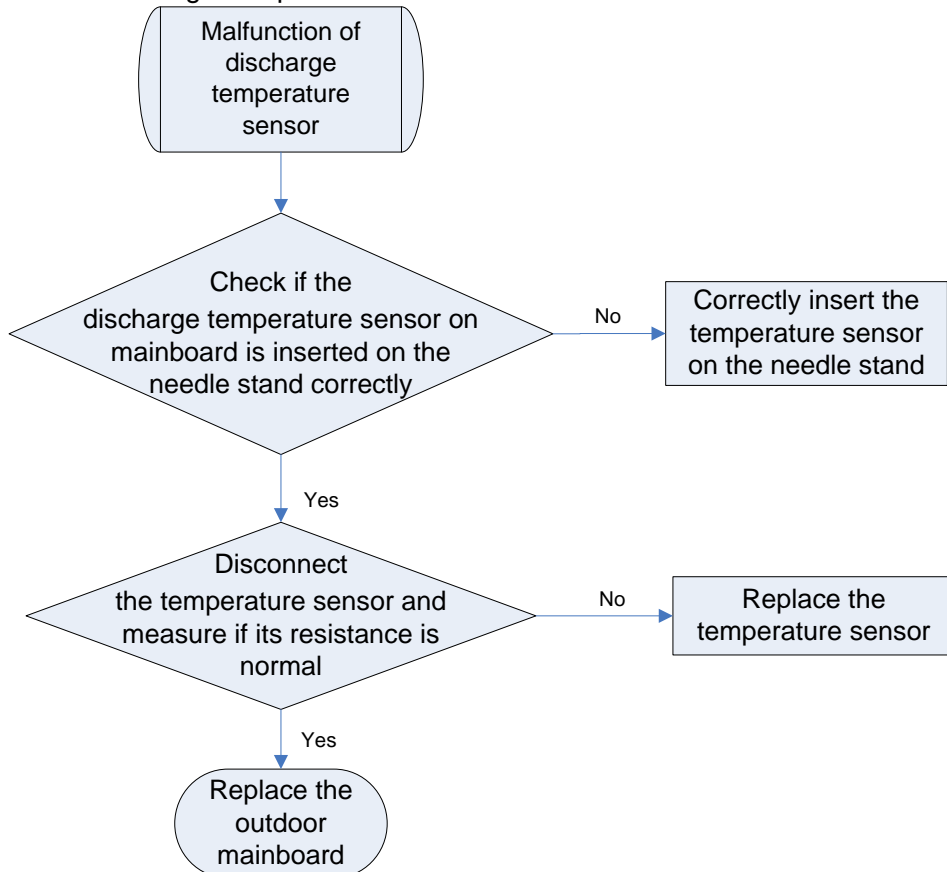 Malfunction of
discharge
temperature
sensor
Check if the
discharge temperature sensor on
mainboard is inserted on the
needle stand correctly
No
Correctly insert the
temperature sensor
on the needle stand
Yes
Disconnect
the temperature sensor and
measure if its resistance is
normal
No
Replace the
temperature sensor
Yes
Replace the
outdoor
mainboard